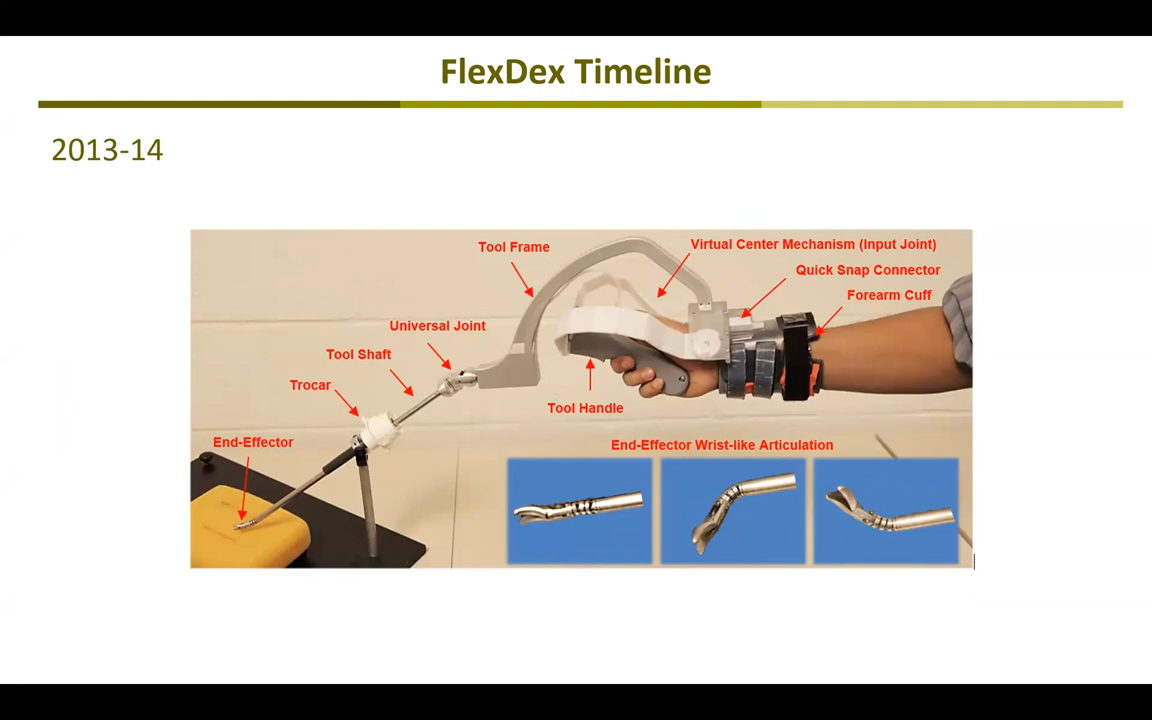 FlexDex Timeline
2013-14
Tool Frame
Virtual Center Mechanism (Input Joint)
Quick Snap Connector
Forearm Cuff
Universal Joint
Tool Shaft
Trocar
Tool Handle
End-Effector
End-Effector Wrist-like Articulation